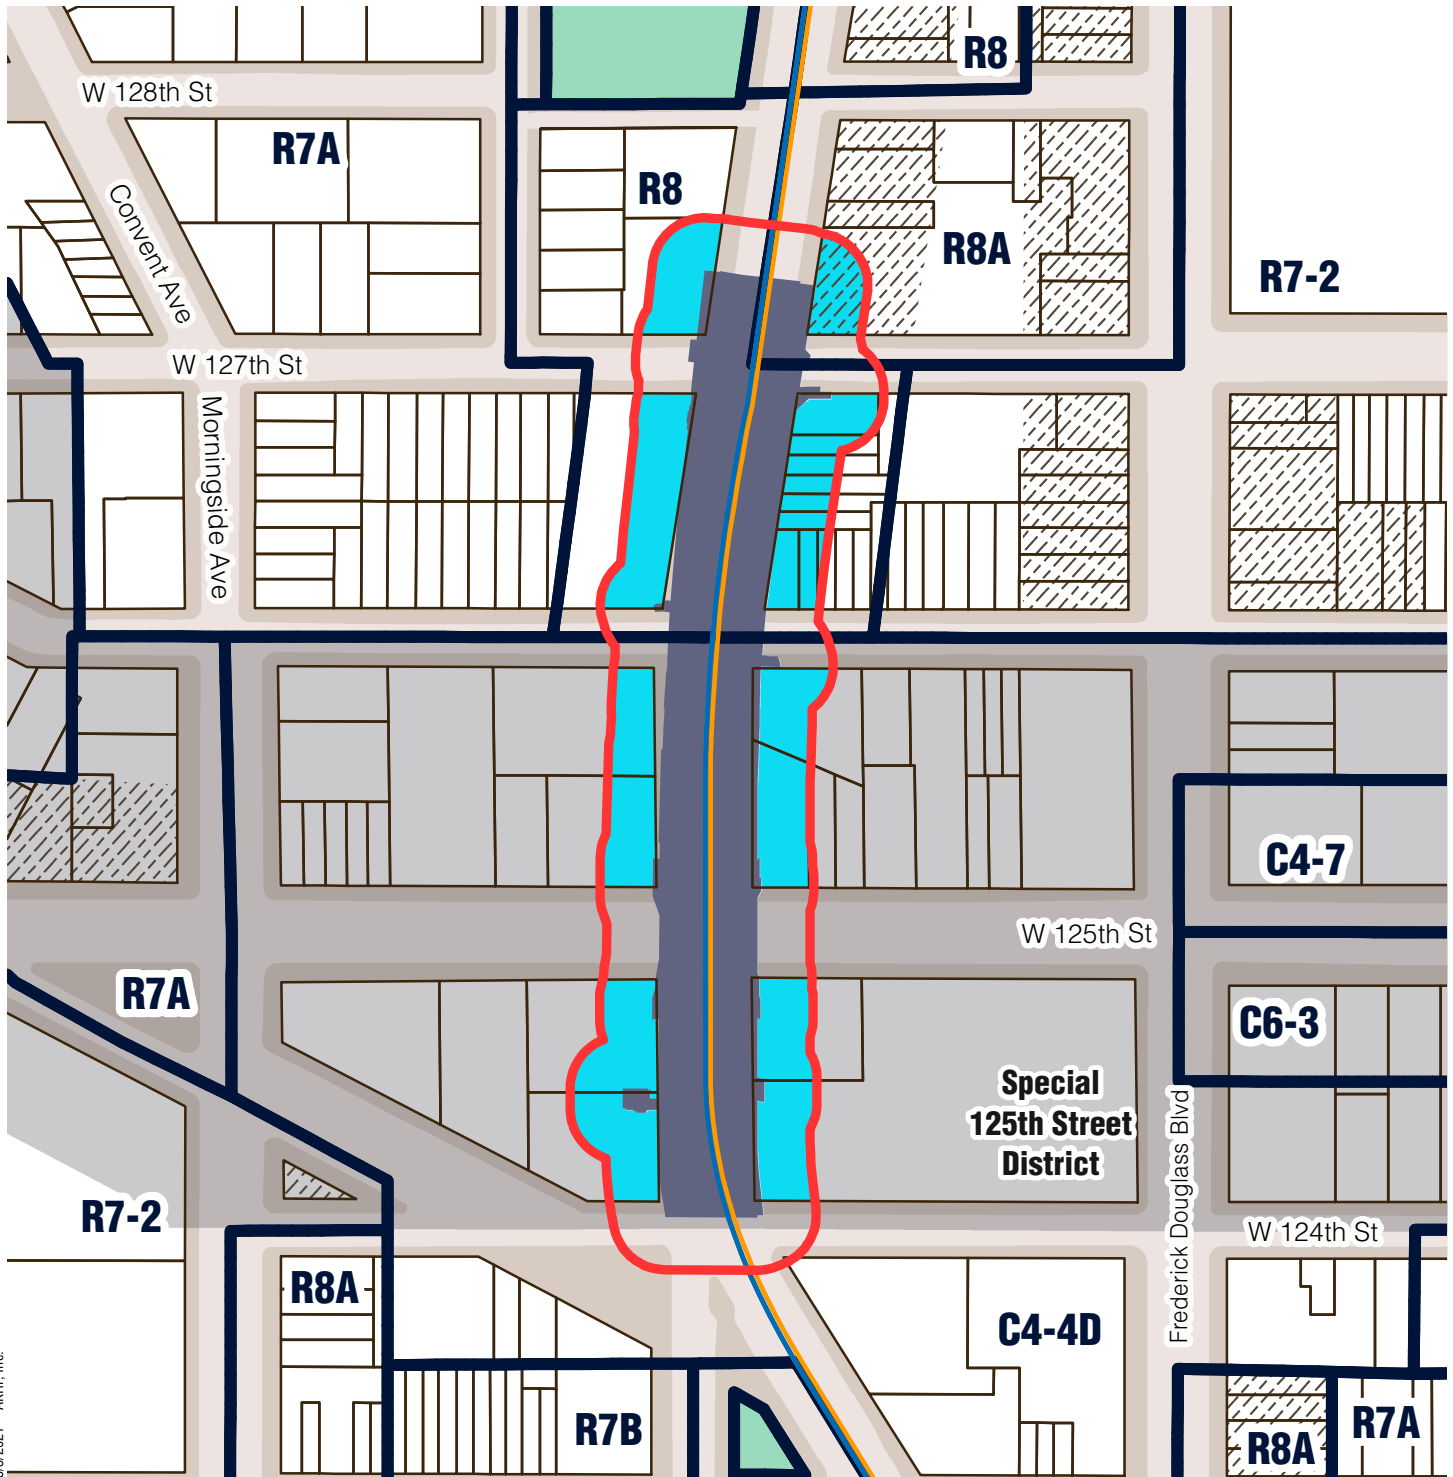 R8
W 128th St
R7A
R8
Convent Ave
R8A
R7-2
W 127th St
Morningside Ave
C4-7
W 125th St
R7A
C6-3
Special
125th Street
District
Frederick Douglass Blvd
R7-2
W 124th St
R8A
C4-4D
R7B
R7A
R8A